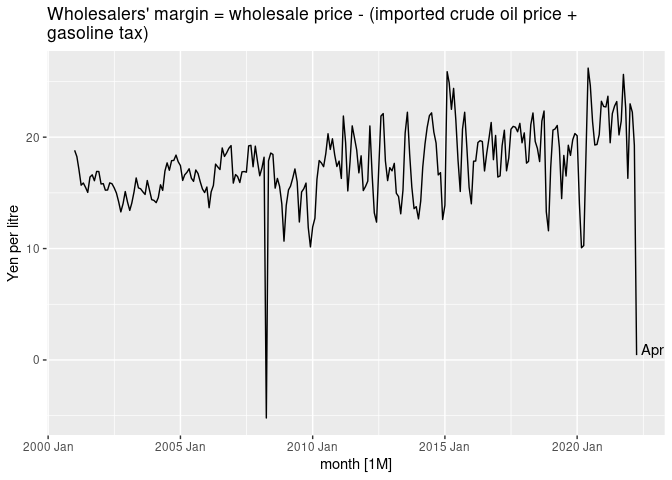 Wholesalers' margin = wholesale price - (imported crude oil price +
gasoline tax)
Yen per litre
20
10
0
Apr
2000 Jan
2005 Jan
2010 Jan
2015 Jan
2020 Jan
month [1M]